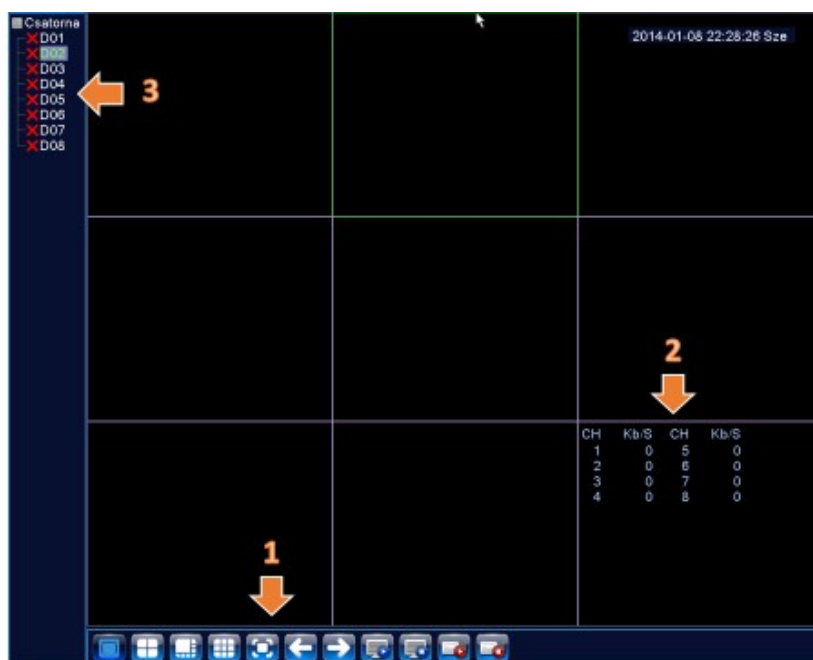 Csatorna
D01
D02
D03
D04
D05
D06
D07
D08
3
2014-01-08 22:28:26 Sze
2
CH Kb/S CH Kb/S
1 0 5 0
2 0 6 0
3 0 7 0
4 0 8 0
1